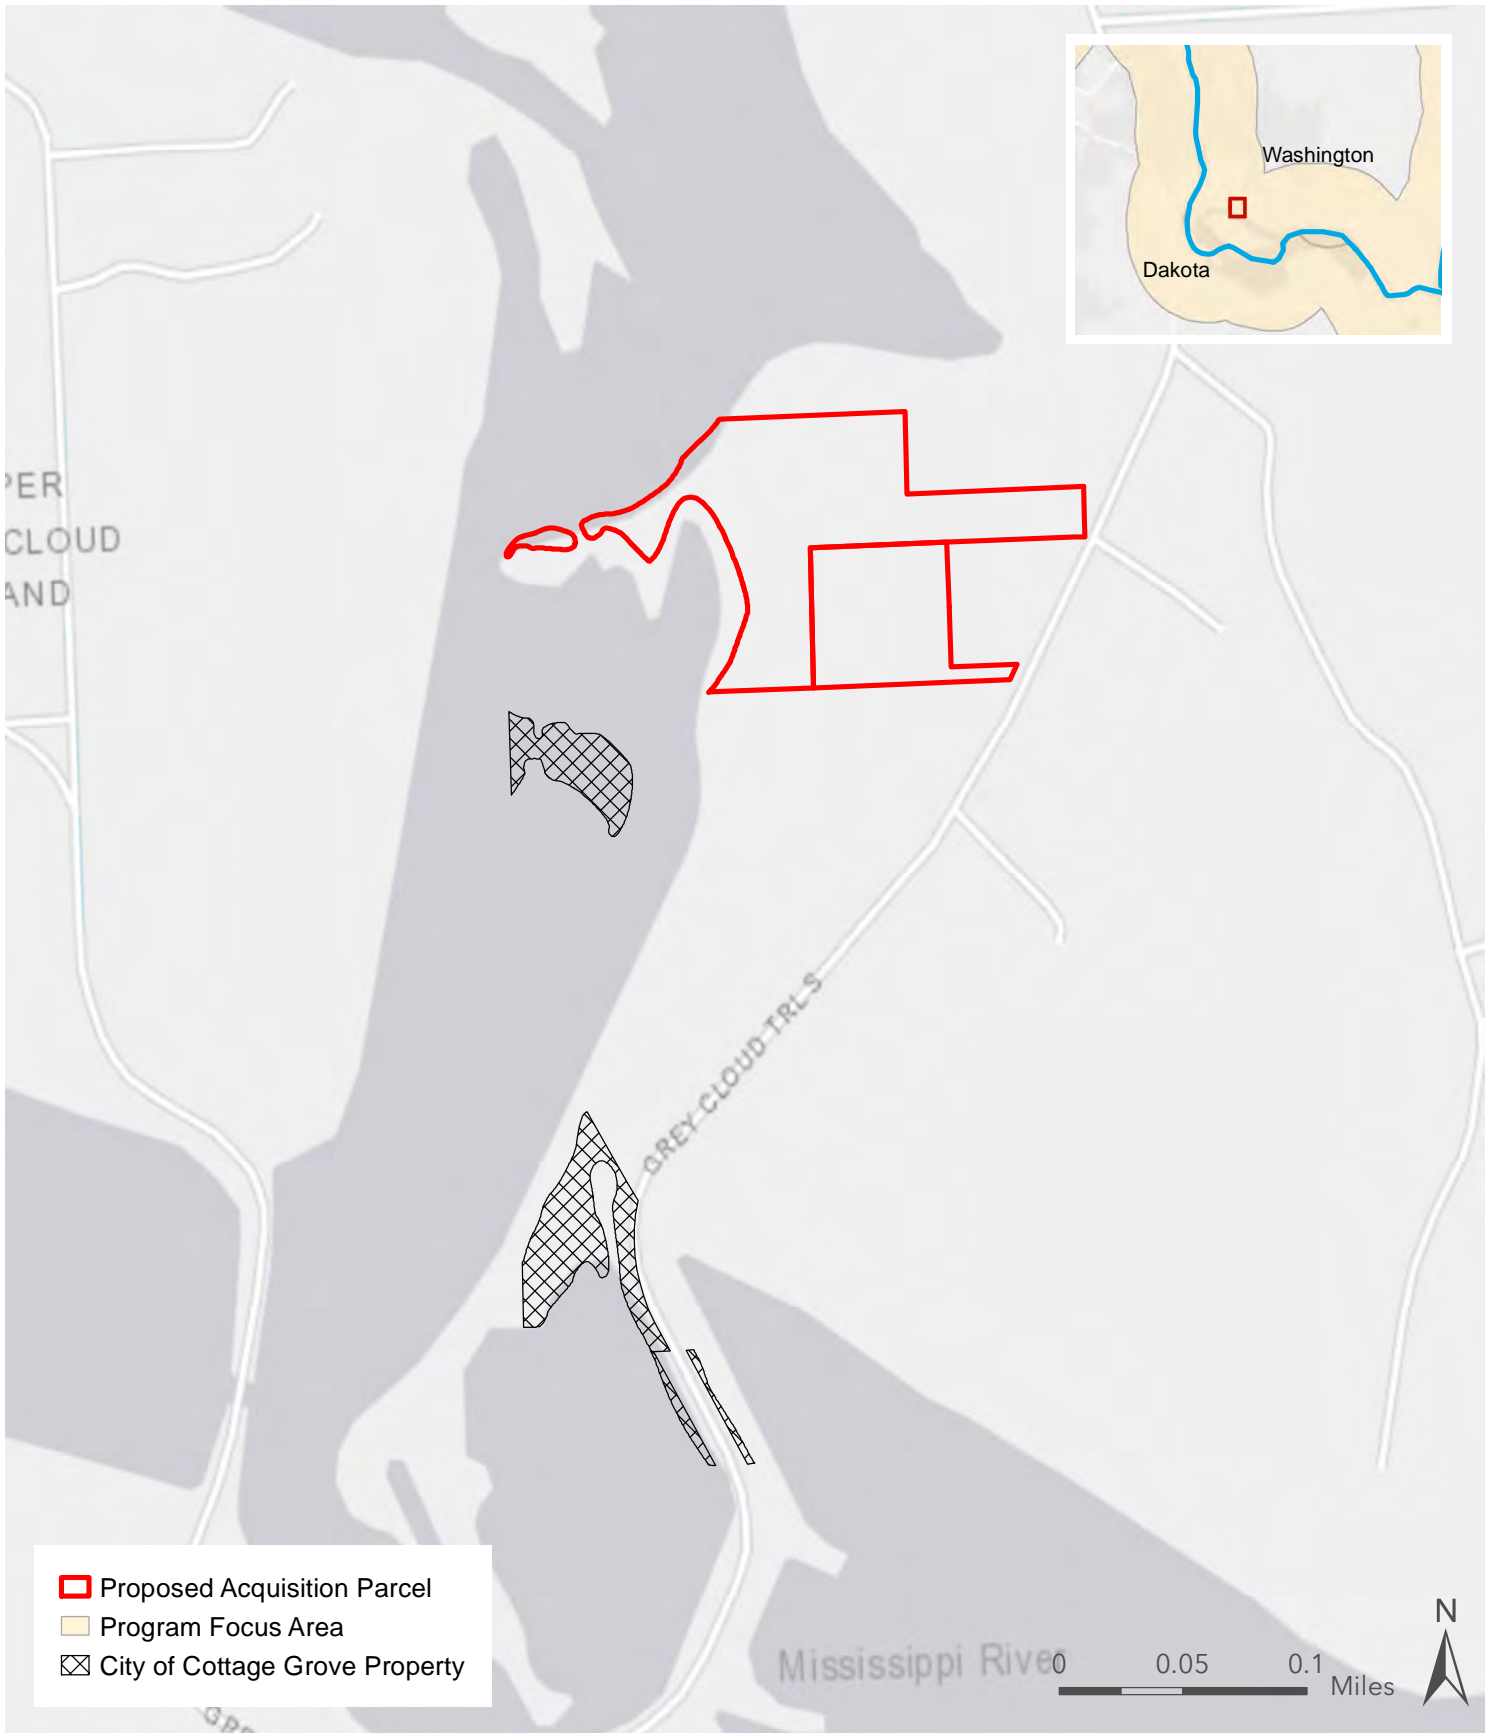 Washington
Dakota
PER
CLOUD
AND
GREY CLOUD TRL S
Proposed Acquisition Parcel
Program Focus Area
City of Cottage Grove Property
Mississippi River
0 0.05 0.1
Miles
N
GRE